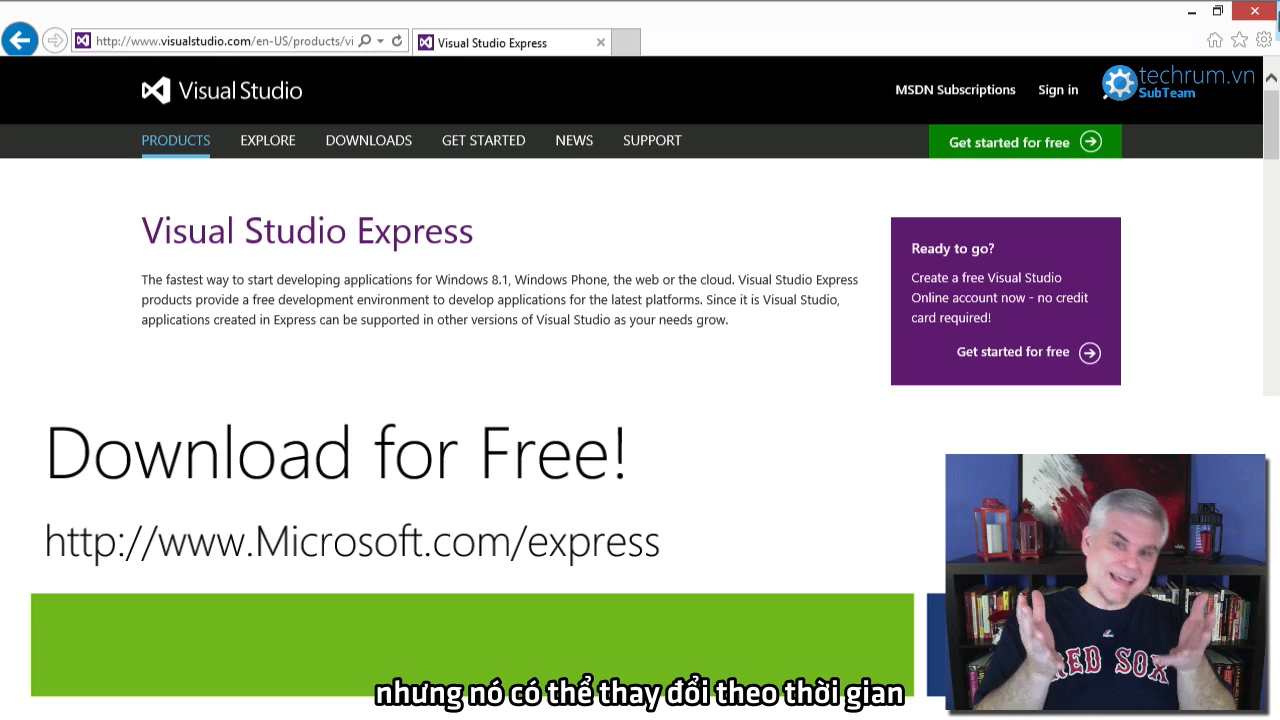 http://www.visualstudio.com/en-US/products/vi
Visual Studio Express
Visual Studio
MSDN Subscriptions
Sign in
techrum.vn
SubTeam
PRODUCTS
EXPLORE
DOWNLOADS
GET STARTED
NEWS
SUPPORT
Get started for free
Visual Studio Express
The fastest way to start developing applications for Windows 8.1, Windows Phone, the web or the cloud. Visual Studio Express
products provide a free development environment to develop applications for the latest platforms. Since it is Visual Studio,
applications created in Express can be supported in other versions of Visual Studio as your needs grow.
Ready to go?
Create a free Visual Studio
Online account now - no credit
card required!
Get started for free
Download for Free!
http://www.Microsoft.com/express
RED SOX
nhưng nó có thể thay đổi theo thời gian